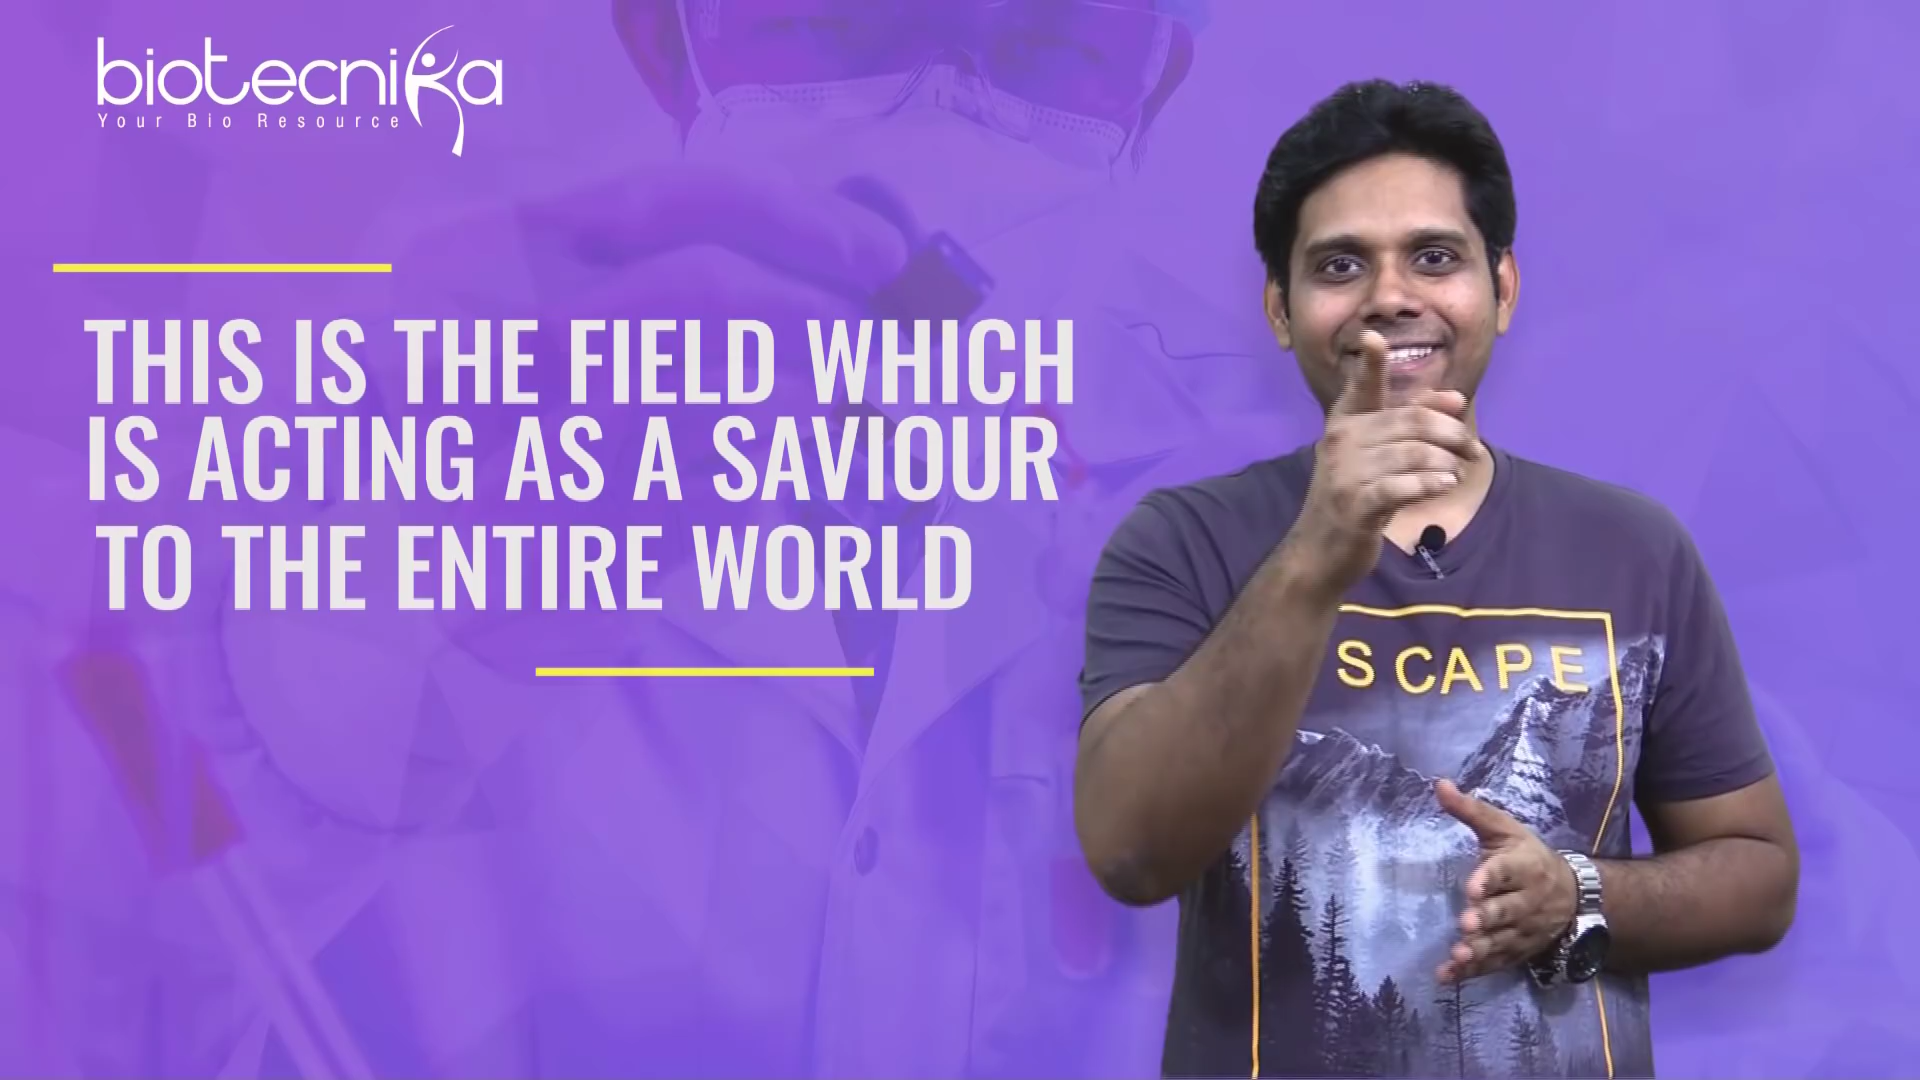 biotecnika
Your Bio Resource
THIS IS THE FIELD WHICH
IS ACTING AS A SAVIOUR
TO THE ENTIRE WORLD
SCAPE